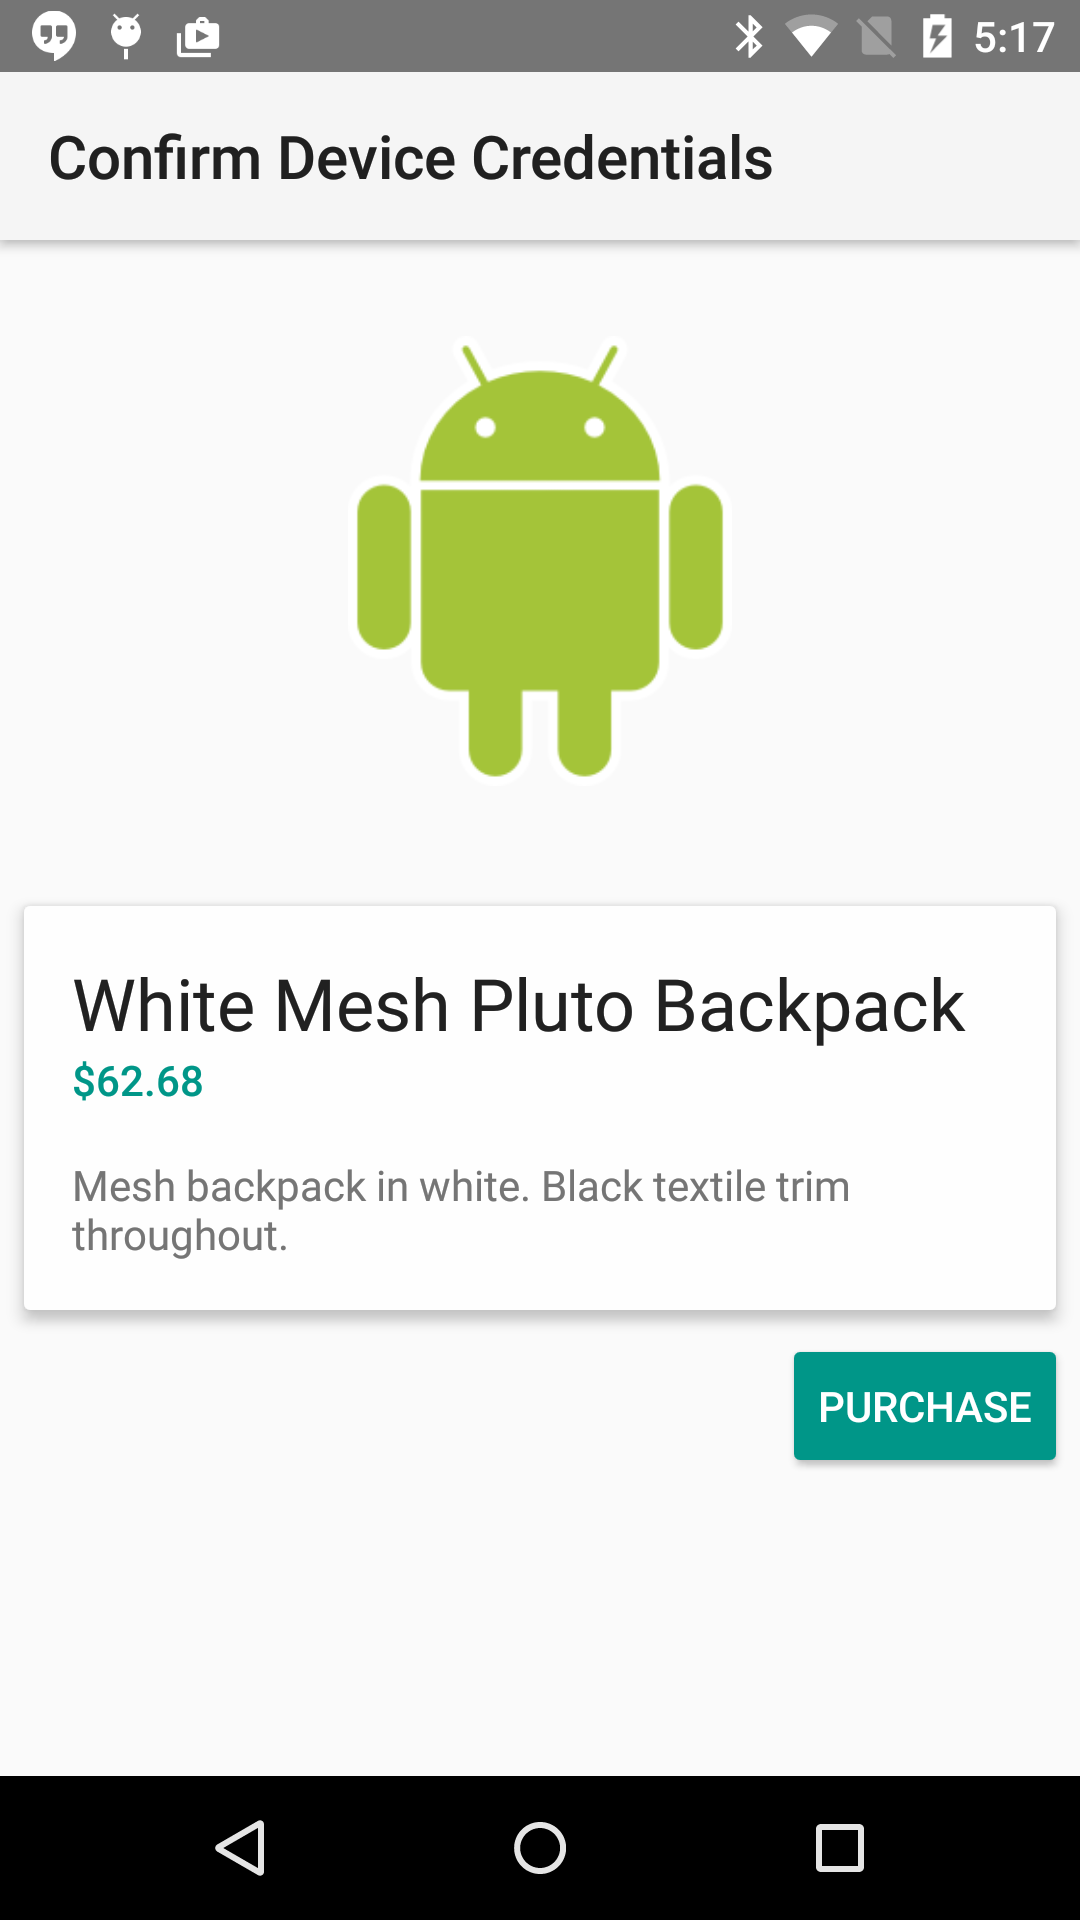 5:17
Confirm Device Credentials
White Mesh Pluto Backpack
$62.68
Mesh backpack in white. Black textile trim
throughout.
PURCHASE